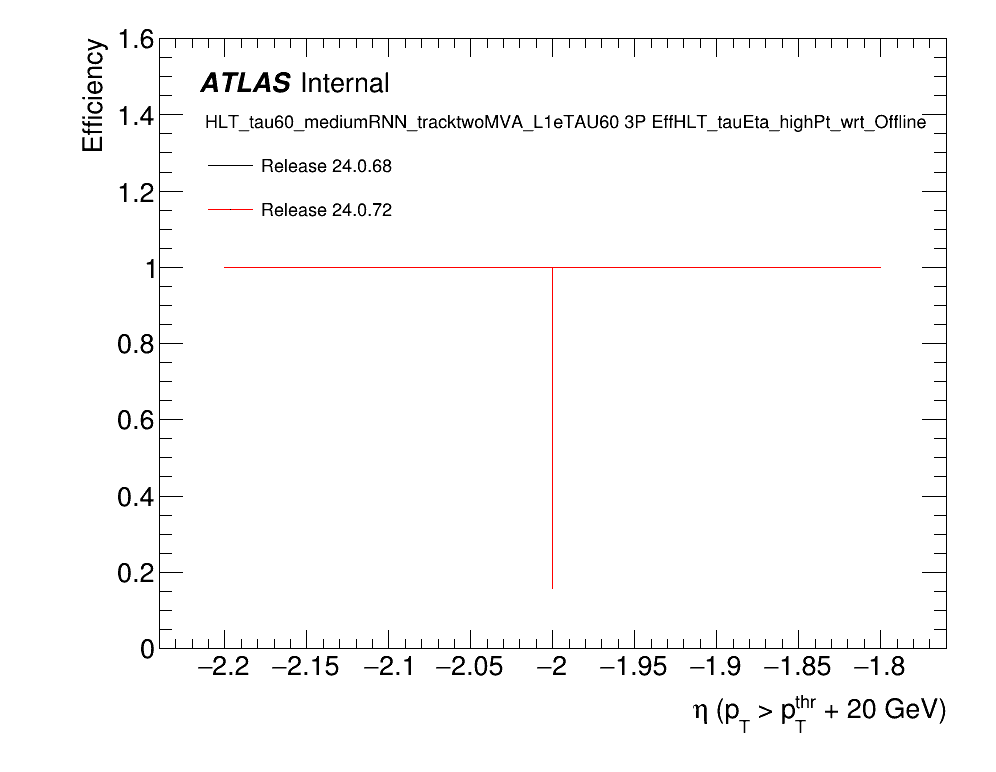 Efficiency
1.6
1.4
1.2
1
0.8
0.6
0.4
0.2
0
ATLAS Internal
HLT_tau60_mediumRNN_tracktwoMVA_L1eTAU60 3P EffHLT_tauEta_highPt_wrt_Offline
Release 24.0.68
Release 24.0.72
−2.2 −2.15 −2.1 −2.05 −2 −1.95 −1.9 −1.85 −1.8
η (p_T > p_T^thr + 20 GeV)